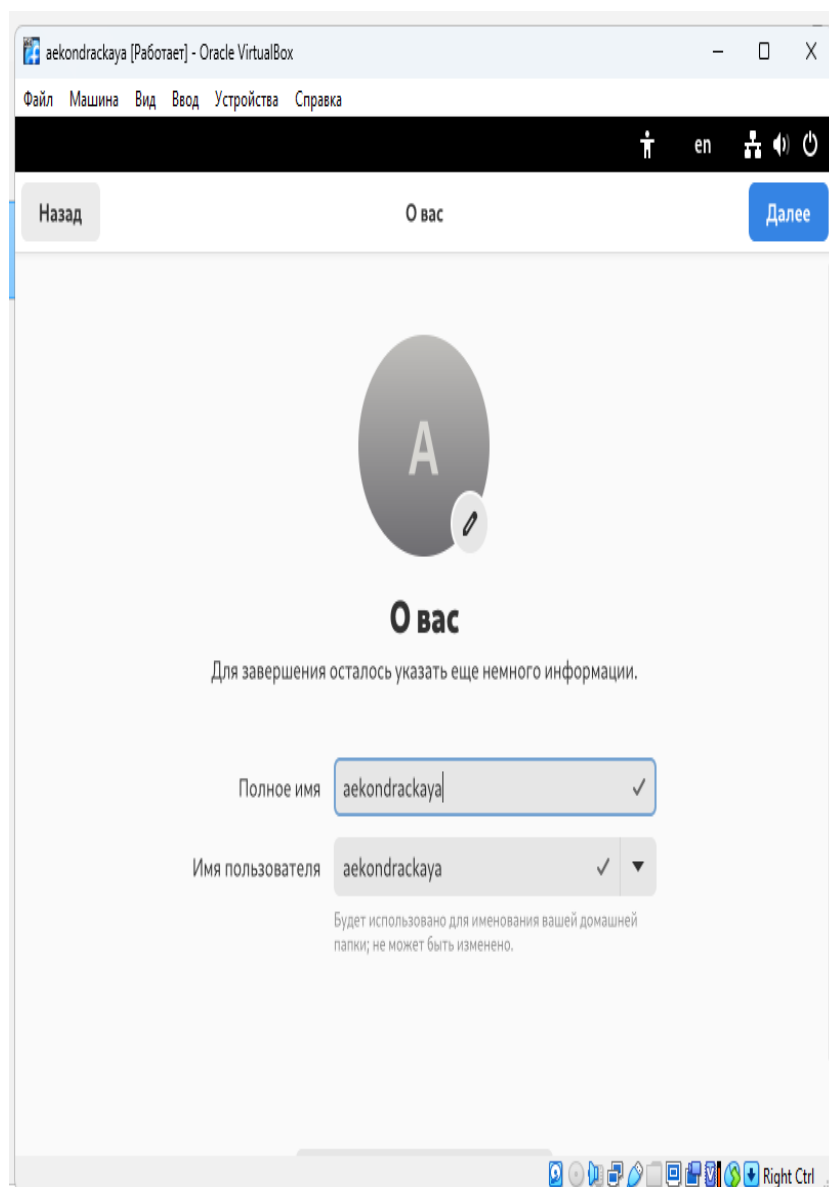 aekondrackaya [Работает] - Oracle VirtualBox
Файл Машина Вид Ввод Устройства Справка
en
Назад О вас Далее
A
О вас
Для завершения осталось указать еще немного информации.
Полное имя aekondrackaya
Имя пользователя aekondrackaya
Будет использовано для именования вашей домашней
папки; не может быть изменено.
Right Ctrl